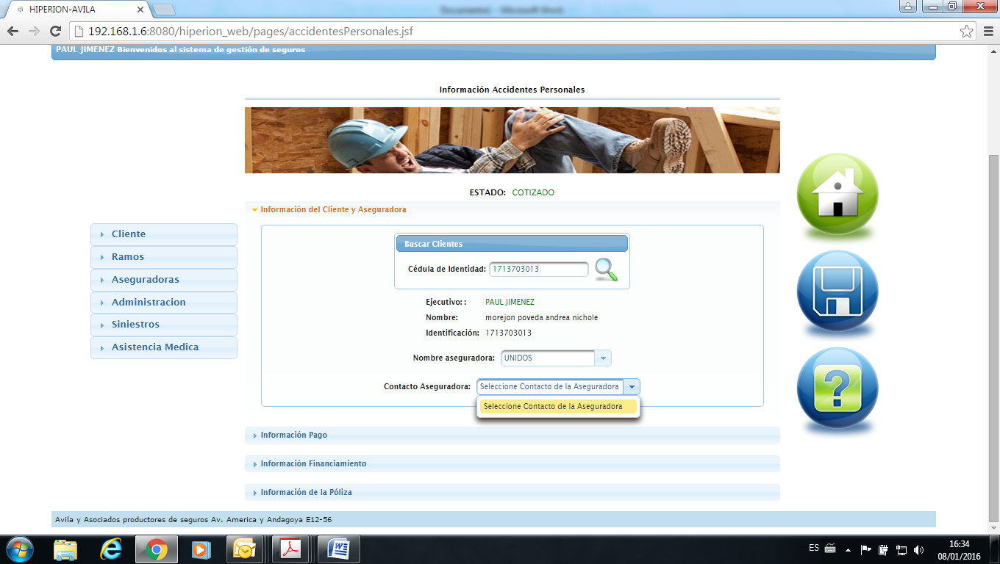 HIPERION-AVILA
Documento2 - Microsoft Word
192.168.1.6:8080/hiperion_web/pages/accidentesPersonales.jsf
PAUL JIMENEZ Bienvenidos al sistema de gestión de seguros
Información Accidentes Personales
ESTADO: COTIZADO
Información del Cliente y Aseguradora
Buscar Clientes
Cédula de Identidad: 1713703013
Ejecutivo: : PAUL JIMENEZ
Nombre: morejon poveda andrea nichole
Identificación: 1713703013
Nombre aseguradora: UNIDOS
Contacto Aseguradora: Seleccione Contacto de la Aseguradora
Seleccione Contacto de la Aseguradora
Cliente
Ramos
Aseguradoras
Administracion
Siniestros
Asistencia Medica
Información Pago
Información Financiamiento
Información de la Póliza
Avila y Asociados productores de seguros Av. America y Andagoya E12-56
ES
16:34
08/01/2016